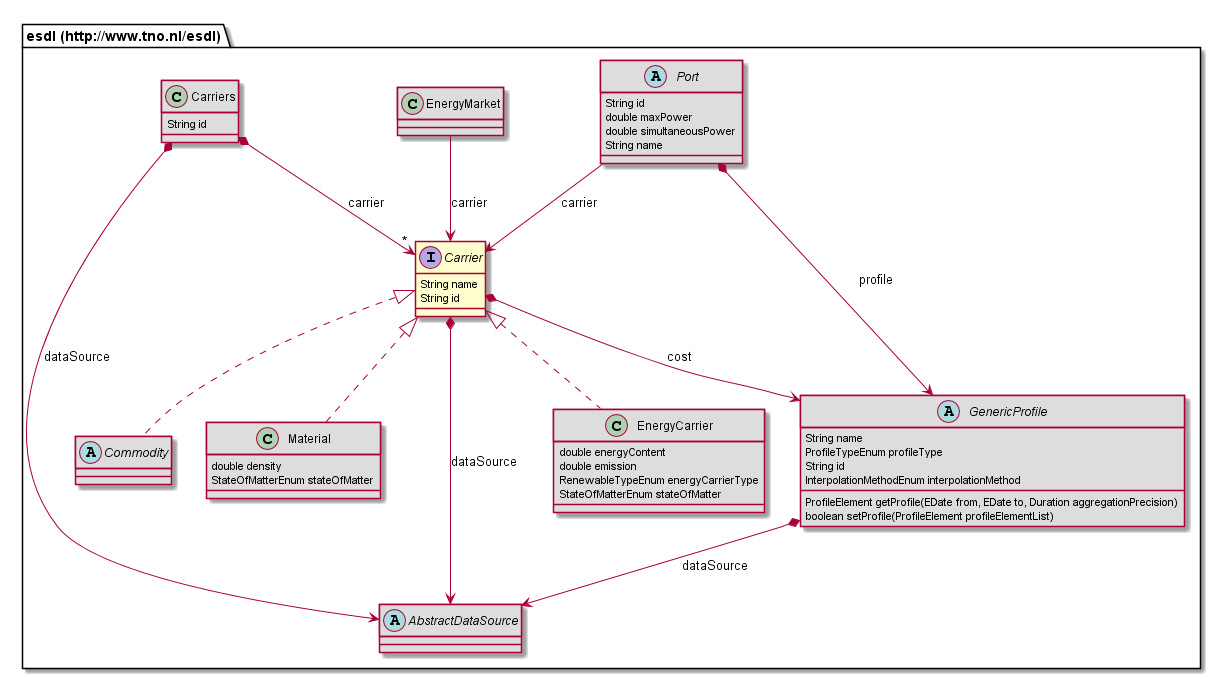 esdl (http://www.tno.nl/esdl)
C Carriers
String id
C EnergyMarket
A Port
String id
double maxPower
double simultaneousPower
String name
carrier
carrier
carrier
*
I Carrier
String name
String id
profile
dataSource
cost
A Commodity
C Material
double density
StateOfMatterEnum stateOfMatter
dataSource
C EnergyCarrier
double energyContent
double emission
RenewableTypeEnum energyCarrierType
StateOfMatterEnum stateOfMatter
A GenericProfile
String name
ProfileTypeEnum profileType
String id
InterpolationMethodEnum interpolationMethod
ProfileElement getProfile(EDate from, EDate to, Duration aggregationPrecision)
boolean setProfile(ProfileElement profileElementList)
dataSource
A AbstractDataSource